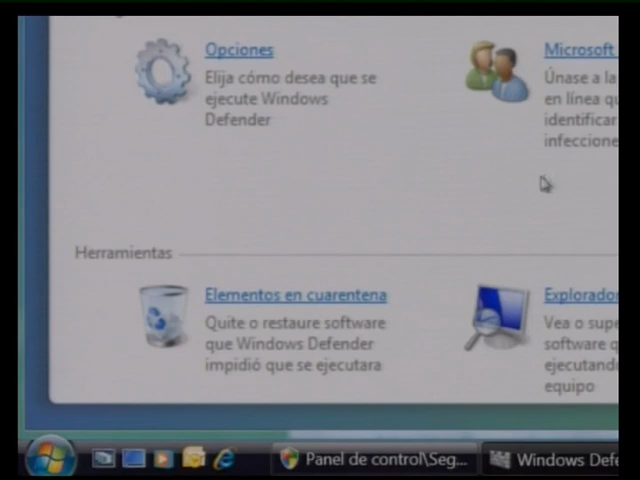 Opciones
Elija cómo desea que se
ejecute Windows
Defender
Microsoft
Únase a la
en línea qu
identificar
infeccione
Herramientas
Elementos en cuarentena
Quite o restaure software
que Windows Defender
impidió que se ejecutara
Explorador
Vea o supe
software q
ejecutand
equipo
Panel de control\Seg...
Windows Defe